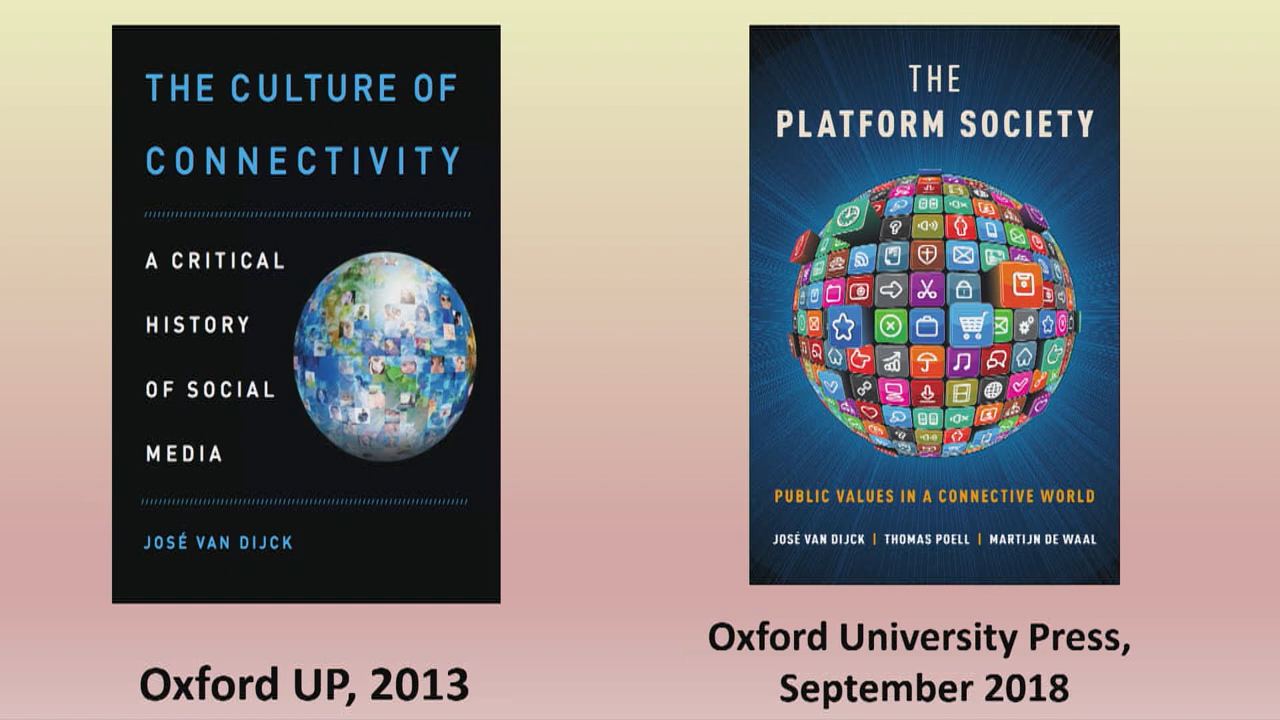 THE CULTURE OF
CONNECTIVITY
A CRITICAL
HISTORY
OF SOCIAL
MEDIA
JOSÉ VAN DIJCK
Oxford UP, 2013
THE
PLATFORM SOCIETY
PUBLIC VALUES IN A CONNECTIVE WORLD
JOSÉ VAN DIJCK | THOMAS POELL | MARTIJN DE WAAL
Oxford University Press,
September 2018